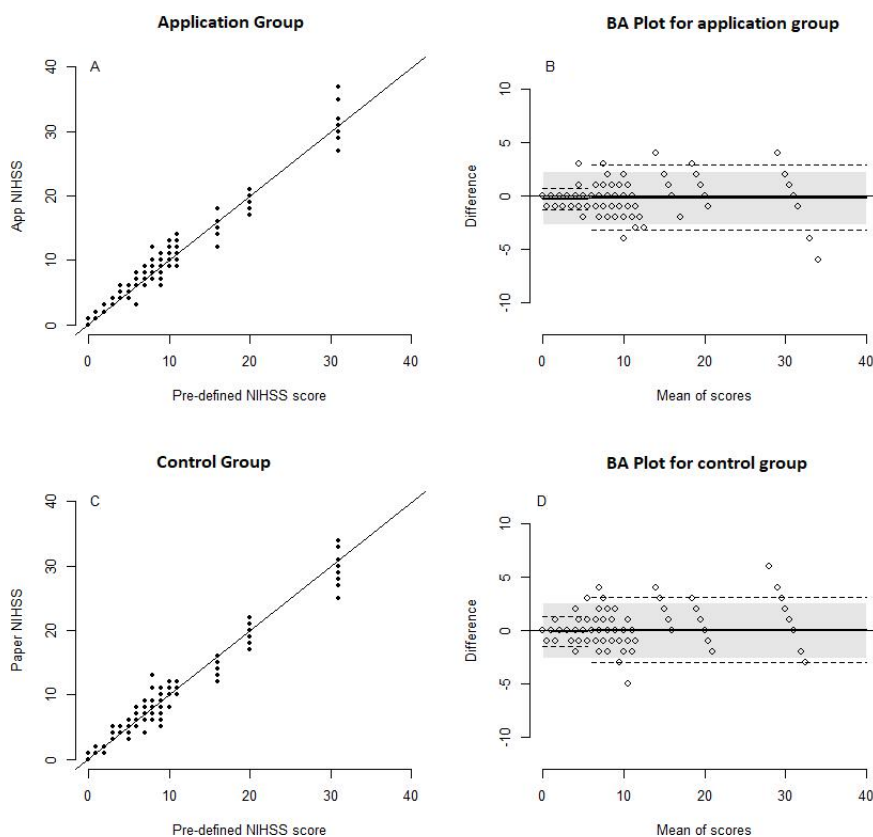 Application Group
BA Plot for application group
A
40
30
20
10
0
App NIHSS
0 10 20 30 40
Pre-defined NIHSS score
B
10
5
0
-5
-10
Difference
0 10 20 30 40
Mean of scores
Control Group
BA Plot for control group
C
40
30
20
10
0
Paper NIHSS
0 10 20 30 40
Pre-defined NIHSS score
D
10
5
0
-5
-10
Difference
0 10 20 30 40
Mean of scores